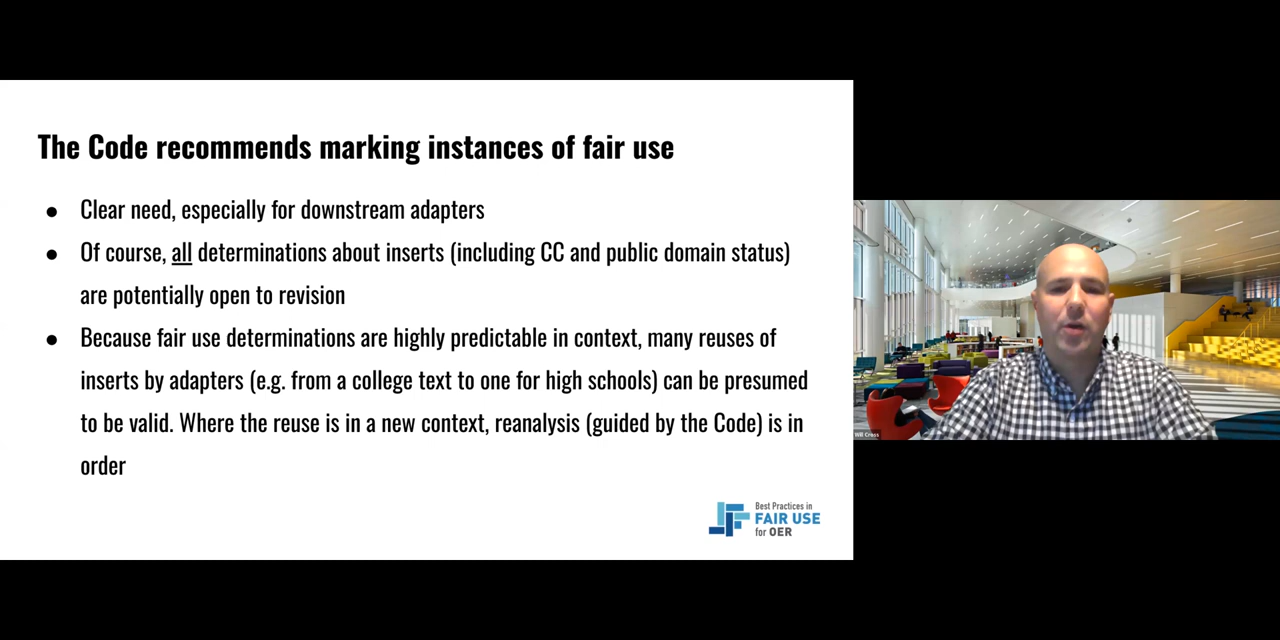 The Code recommends marking instances of fair use
● Clear need, especially for downstream adapters
● Of course, all determinations about inserts (including CC and public domain status)
are potentially open to revision
● Because fair use determinations are highly predictable in context, many reuses of
inserts by adapters (e.g. from a college text to one for high schools) can be presumed
to be valid. Where the reuse is in a new context, reanalysis (guided by the Code) is in
order
Best Practices in
FAIR USE
for OER
Will Cross